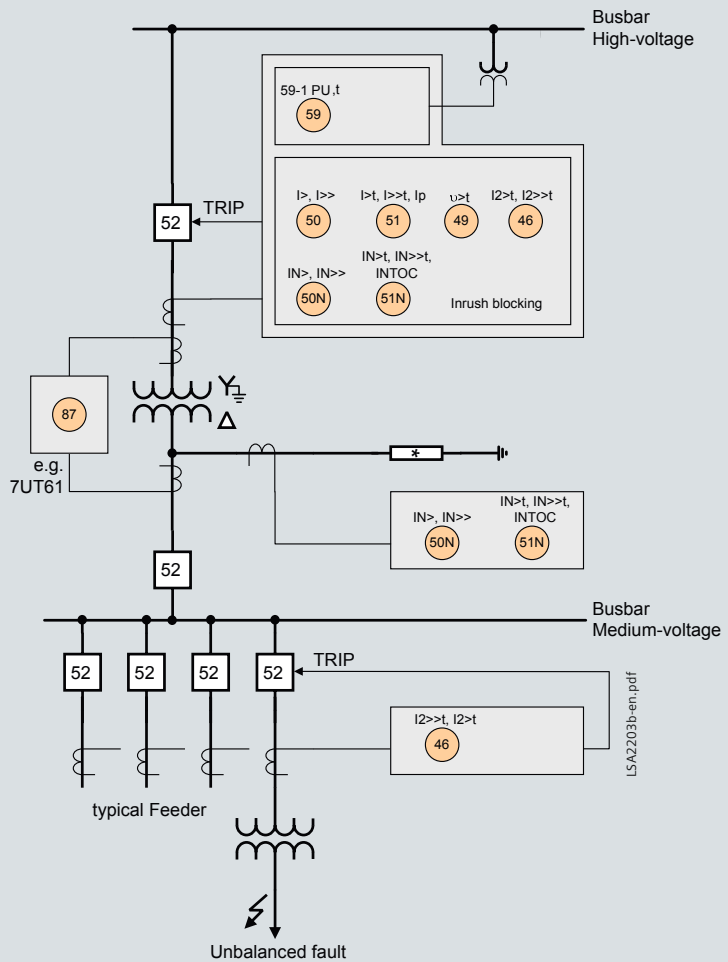 Busbar
High-voltage
59-1 PU,t
59
I>, I>>
I>t, I>>t, Ip
υ>t
I2>t, I2>>t
52
TRIP
50
51
49
46
IN>, IN>>
IN>t, IN>>t,
INTOC
50N
51N
Inrush blocking
87
e.g.
7UT61
*
IN>, IN>>
IN>t, IN>>t,
INTOC
50N
51N
52
Busbar
Medium-voltage
52
52
52
52
TRIP
I2>>t, I2>t
46
LSA2203b-en.pdf
typical Feeder
Unbalanced fault